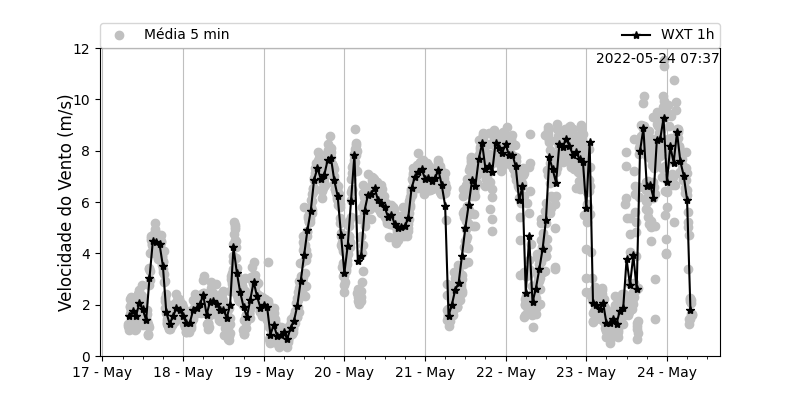 Média 5 min
WXT 1h
2022-05-24 07:37
Velocidade do Vento (m/s)
12
10
8
6
4
2
0
17 - May 18 - May 19 - May 20 - May 21 - May 22 - May 23 - May 24 - May